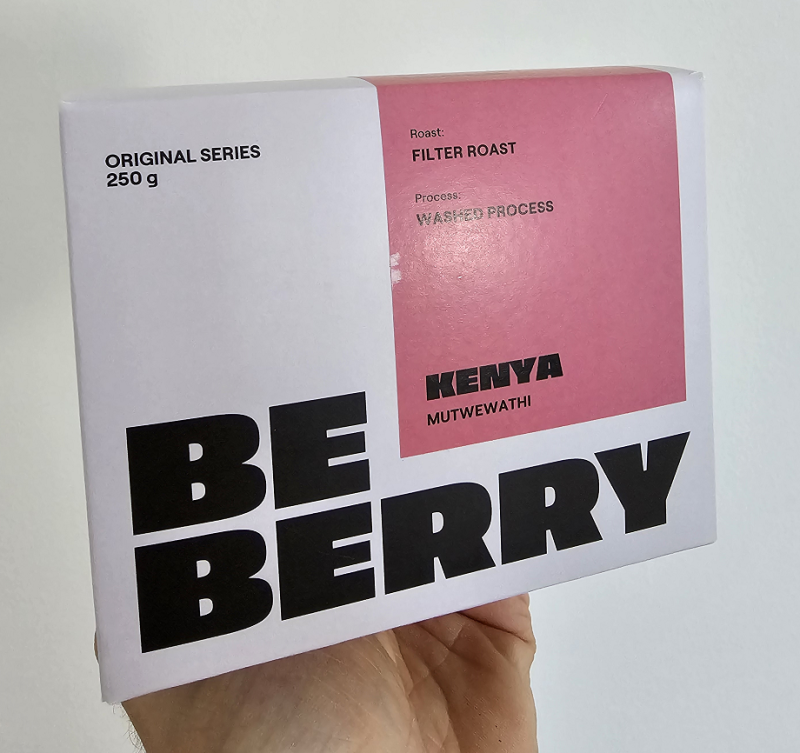 ORIGINAL SERIES
250 g
Roast:
FILTER ROAST
Process:
WASHED PROCESS
KENYA
MUTWEWATHI
BE
BERRY